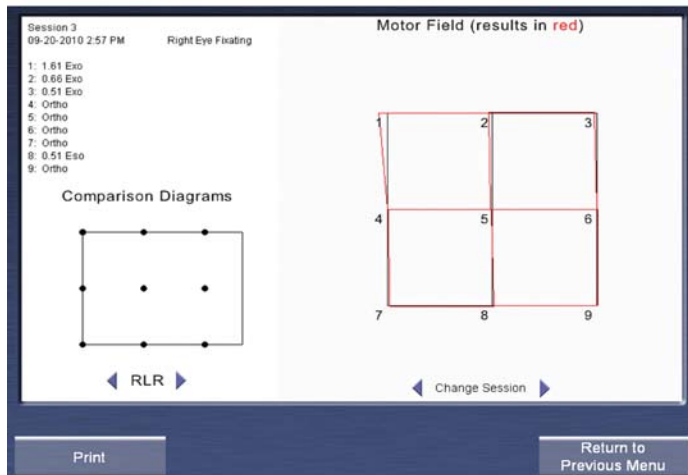 Session 3
09-20-2010 2:57 PM Right Eye Fixating
1: 1.61 Exo
2: 0.66 Exo
3: 0.51 Exo
4: Ortho
5: Ortho
6: Ortho
7: Ortho
8: 0.51 Eso
9: Ortho
Comparison Diagrams
RLR
Motor Field (results in red)
1 2 3
4 5 6
7 8 9
Change Session
Print
Return to
Previous Menu